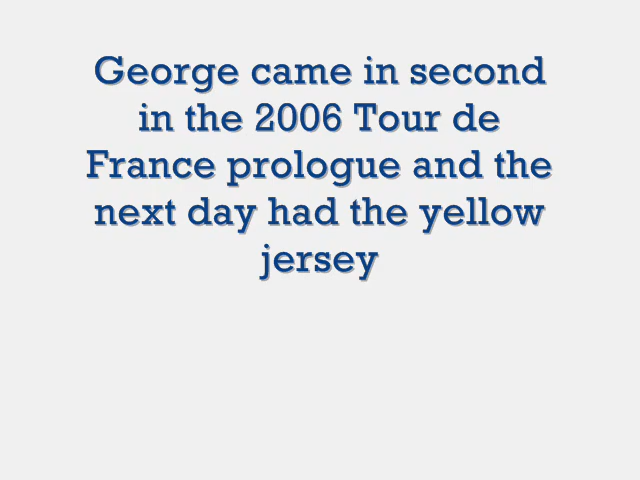 George came in second
in the 2006 Tour de
France prologue and the
next day had the yellow
jersey